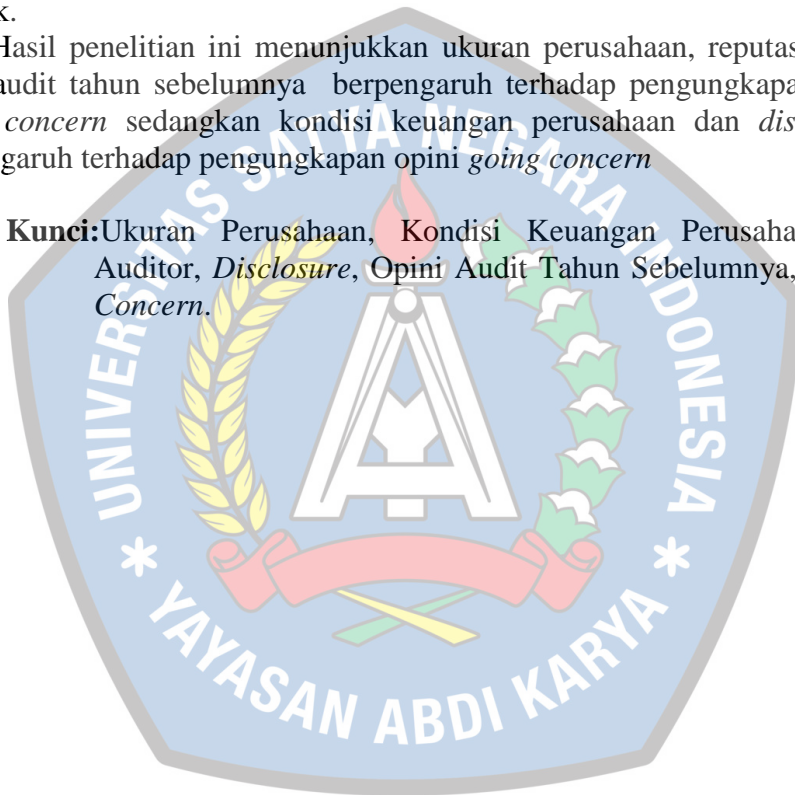 k.
Hasil penelitian ini menunjukkan ukuran perusahaan, reputas
audit tahun sebelumnya berpengaruh terhadap pengungkapa
concern sedangkan kondisi keuangan perusahaan dan dis
garuh terhadap pengungkapan opini going concern
Kunci:Ukuran Perusahaan, Kondisi Keuangan Perusaha
Auditor, Disclosure, Opini Audit Tahun Sebelumnya,
Concern.
UNIVERSITAS SATYA NEGARA INDONESIA
* YAYASAN ABDI KARYA *